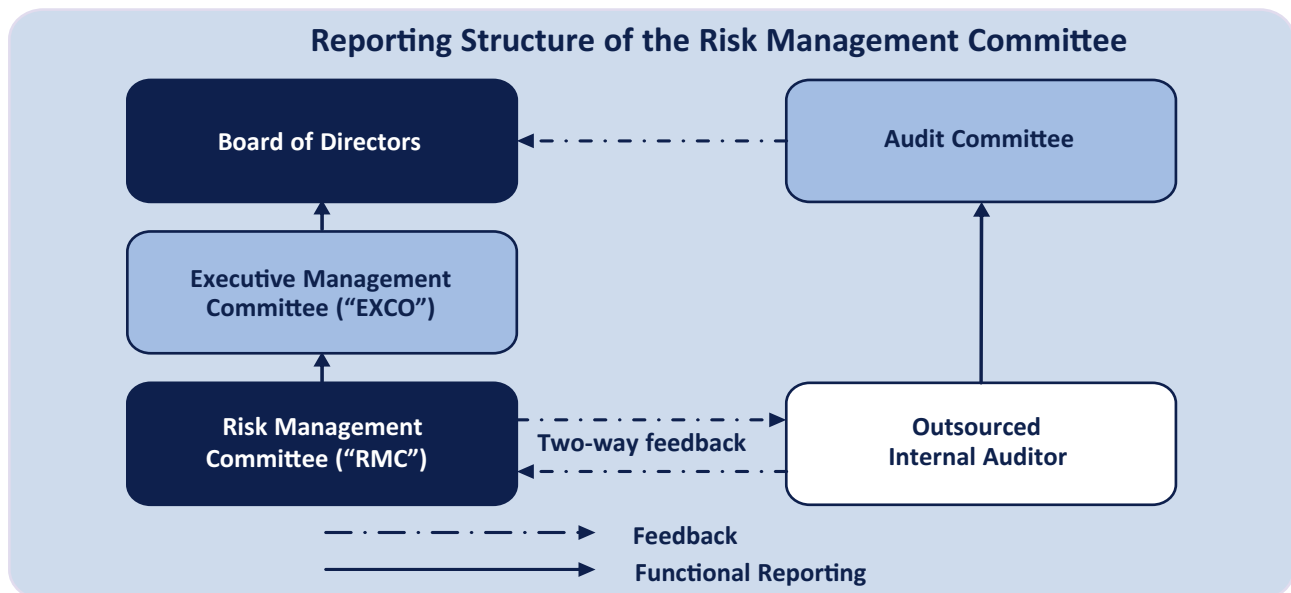 Reporting Structure of the Risk Management Committee
Board of Directors
Audit Committee
Executive Management
Committee (“EXCO”)
Risk Management
Committee (“RMC”)
Two-way feedback
Outsourced
Internal Auditor
Feedback
Functional Reporting